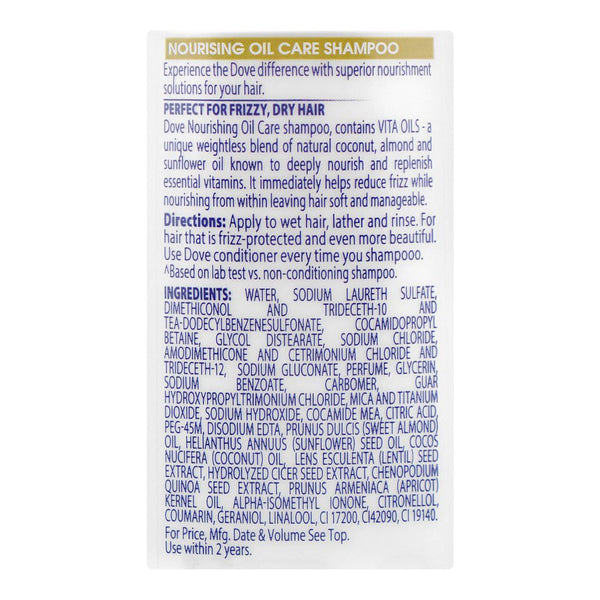 NOURISING OIL CARE SHAMPOO
Experience the Dove difference with superior nourishment
solutions for your hair.
PERFECT FOR FRIZZY, DRY HAIR
Dove Nourishing Oil Care shampoo, contains VITA OILS - a
unique weightless blend of natural coconut, almond and
sunflower oil known to deeply nourish and replenish
essential vitamins. It immediately helps reduce frizz while
nourishing from within leaving hair soft and manageable.
Directions: Apply to wet hair, lather and rinse. For
hair that is frizz-protected and even more beautiful.
Use Dove conditioner every time you shampooo.
^Based on lab test vs. non-conditioning shampoo.
INGREDIENTS: WATER, SODIUM LAURETH SULFATE,
DIMETHICONOL AND TRIDECETH-10 AND
TEA-DODECYLBENZENESULFONATE, COCAMIDOPROPYL
BETAINE, GLYCOL DISTEARATE, SODIUM CHLORIDE,
AMODIMETHICONE AND CETRIMONIUM CHLORIDE AND
TRIDECETH-12, SODIUM GLUCONATE, PERFUME, GLYCERIN,
SODIUM BENZOATE, CARBOMER, GUAR
HYDROXYPROPYLTRIMONIUM CHLORIDE, MICA AND TITANIUM
DIOXIDE, SODIUM HYDROXIDE, COCAMIDE MEA, CITRIC ACID,
PEG-45M, DISODIUM EDTA, PRUNUS DULCIS (SWEET ALMOND)
OIL, HELIANTHUS ANNUUS (SUNFLOWER) SEED OIL, COCOS
NUCIFERA (COCONUT) OIL, LENS ESCULENTA (LENTIL) SEED
EXTRACT, HYDROLYZED CICER SEED EXTRACT, CHENOPODIUM
QUINOA SEED EXTRACT, PRUNUS ARMENIACA (APRICOT)
KERNEL OIL, ALPHA-ISOMETHYL IONONE, CITRONELLOL,
COUMARIN, GERANIOL, LINALOOL, CI 17200, CI42090, CI 19140.
For Price, Mfg. Date & Volume See Top.
Use within 2 years.